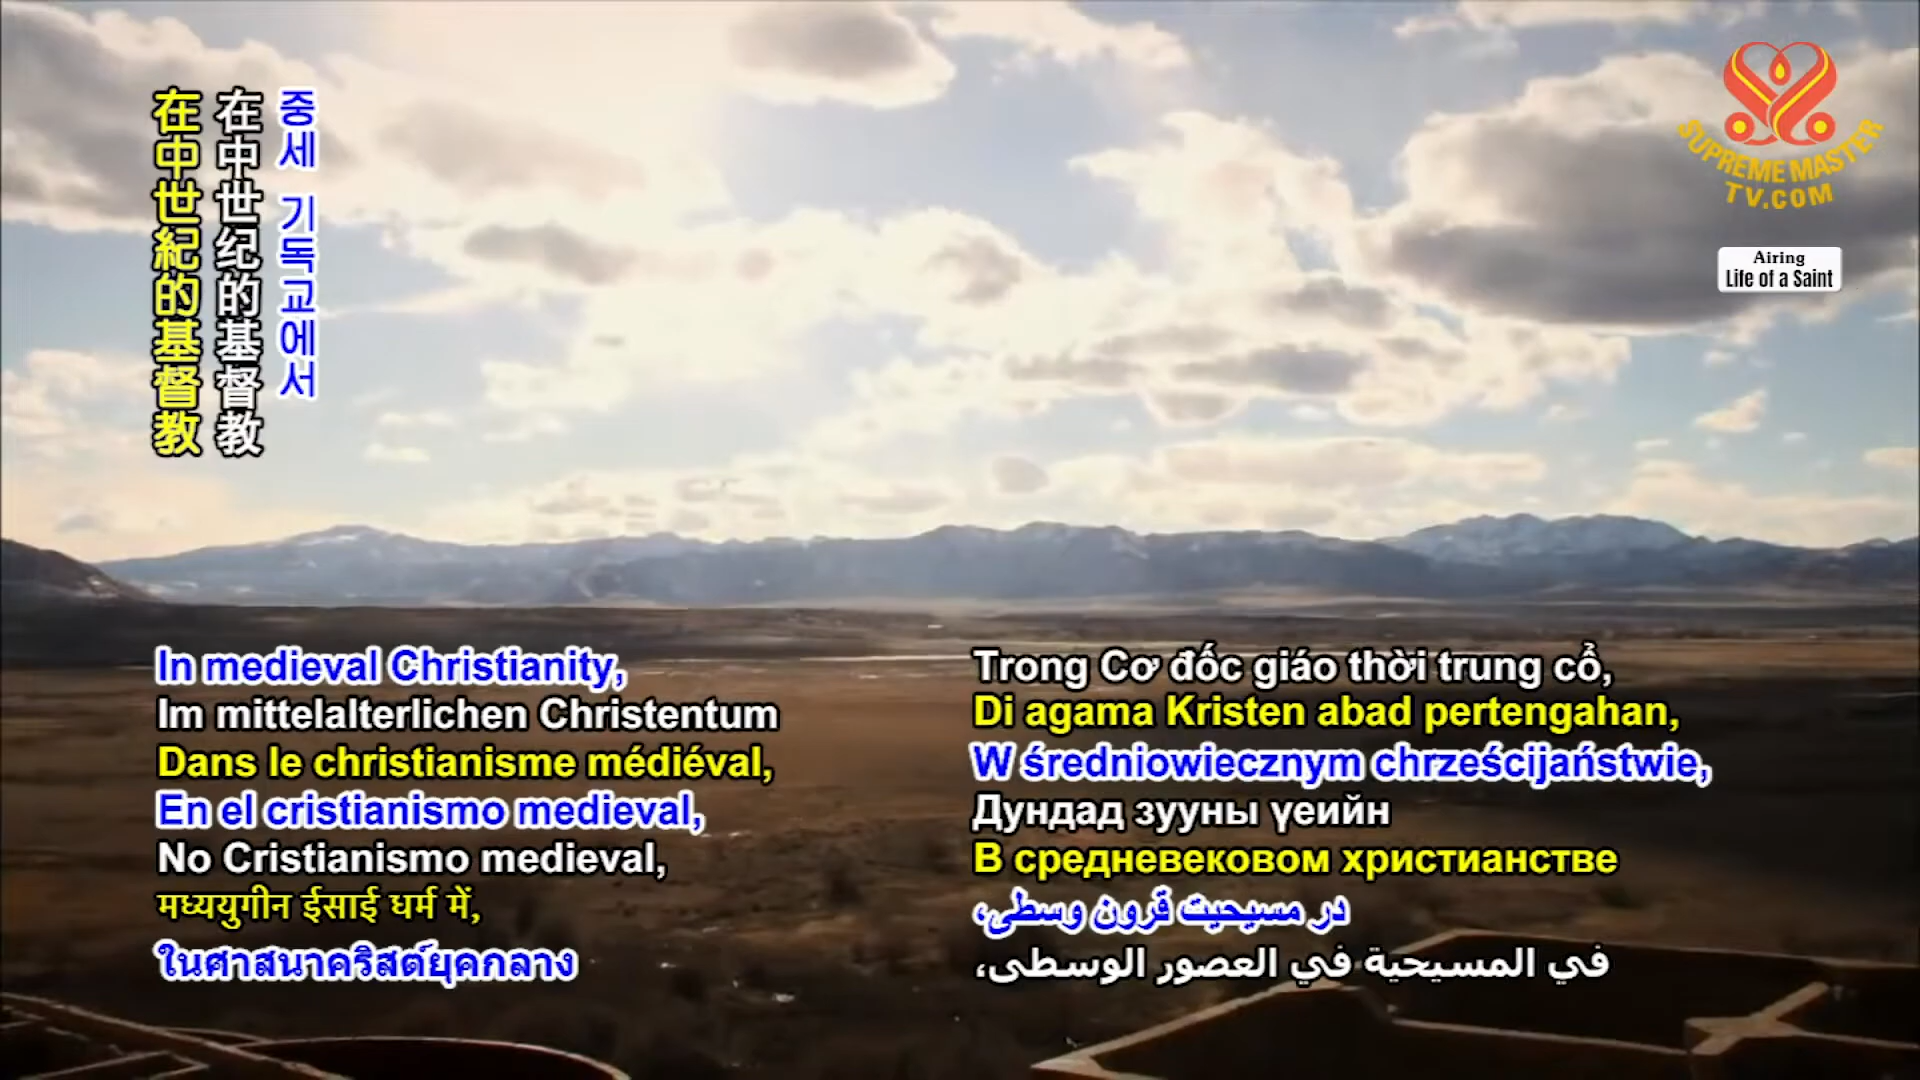 在中世紀的基督教
在中世纪的基督教
중세 기독교에서
SUPREME MASTER
TV.COM
Airing
Life of a Saint
In medieval Christianity,
Im mittelalterlichen Christentum
Dans le christianisme médiéval,
En el cristianismo medieval,
No Cristianismo medieval,
मध्ययुगीन ईसाई धर्म में,
ในศาสนาคริสต์ยุคกลาง
Trong Cơ đốc giáo thời trung cổ,
Di agama Kristen abad pertengahan,
W średniowiecznym chrześcijaństwie,
Дундад зууны үеийн
В средневековом христианстве
در مسیحیت قرون وسطی،
في المسيحية في العصور الوسطى،